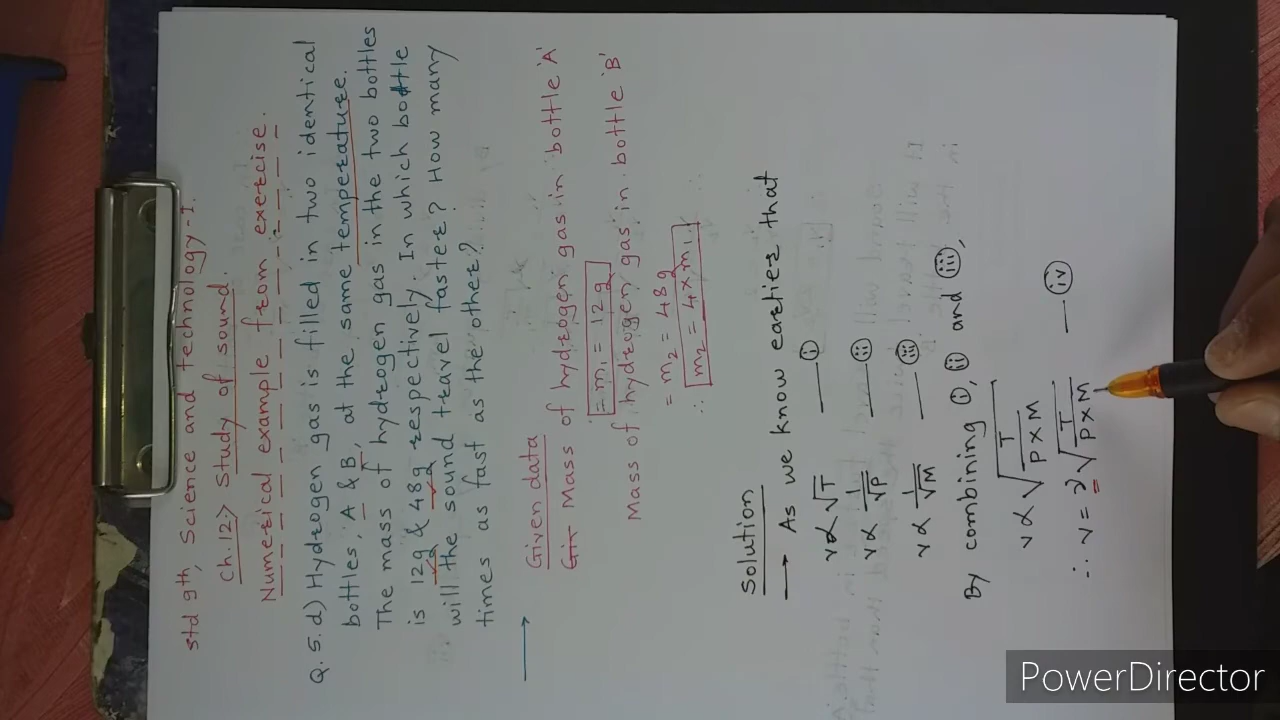 std 9th, Science and technology-I.
Ch.12> Study of sound.
Numerical example from exercise.
Q.5.d) Hydrogen gas is filled in two identical
bottles, A & B, at the same temperature.
The mass of hydrogen gas in the two bottles
is 12g & 48g respectively. In which bottle
will the sound travel faster? How many
times as fast as the other?
→
Given data
Mass of hydrogen gas in bottle 'A'
= m₁ = 12g
Mass of hydrogen gas in bottle 'B'
= m₂ = 48g
∴ m₂ = 4×m₁
Solution
→ As we know earlier that
v∝√T —— (i)
v∝ 1/√ρ —— (ii)
v∝ 1/√M —— (iii)
By combining (i), (ii) and (iii),
v∝ √(T/(ρ×M))
∴ v = γ√(T/(ρ×M)) —— (iv)
PowerDirector